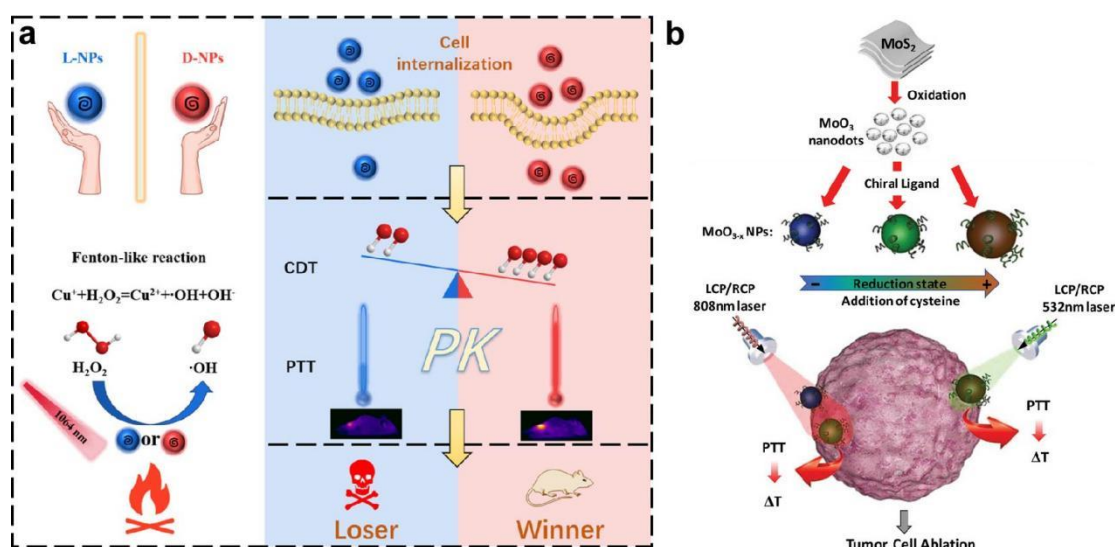 a
L-NPs
D-NPs
Cell
internalization
Fenton-like reaction
Cu⁺+H₂O₂=Cu²⁺+·OH+OH⁻
H₂O₂
·OH
1064 nm
or
CDT
PTT
PK
Loser
Winner
b
MoS₂
Oxidation
MoO₃
nanodots
Chiral Ligand
MoO₃₋ₓ NPs:
Reduction state
Addition of cysteine
LCP/RCP
808nm laser
LCP/RCP
532nm laser
PTT
ΔT
PTT
ΔT
Tumor Cell Ablation